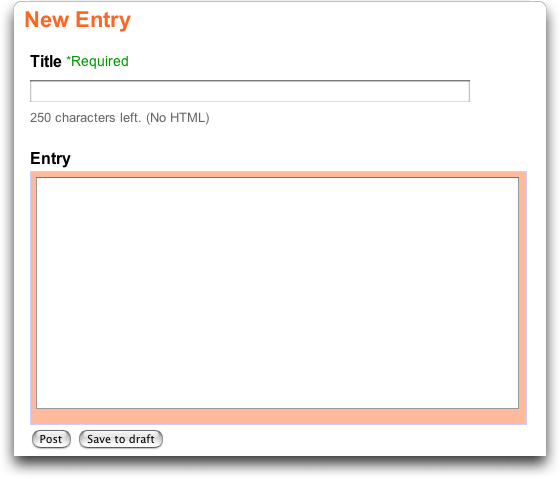 New Entry
Title *Required
250 characters left. (No HTML)
Entry
Post Save to draft